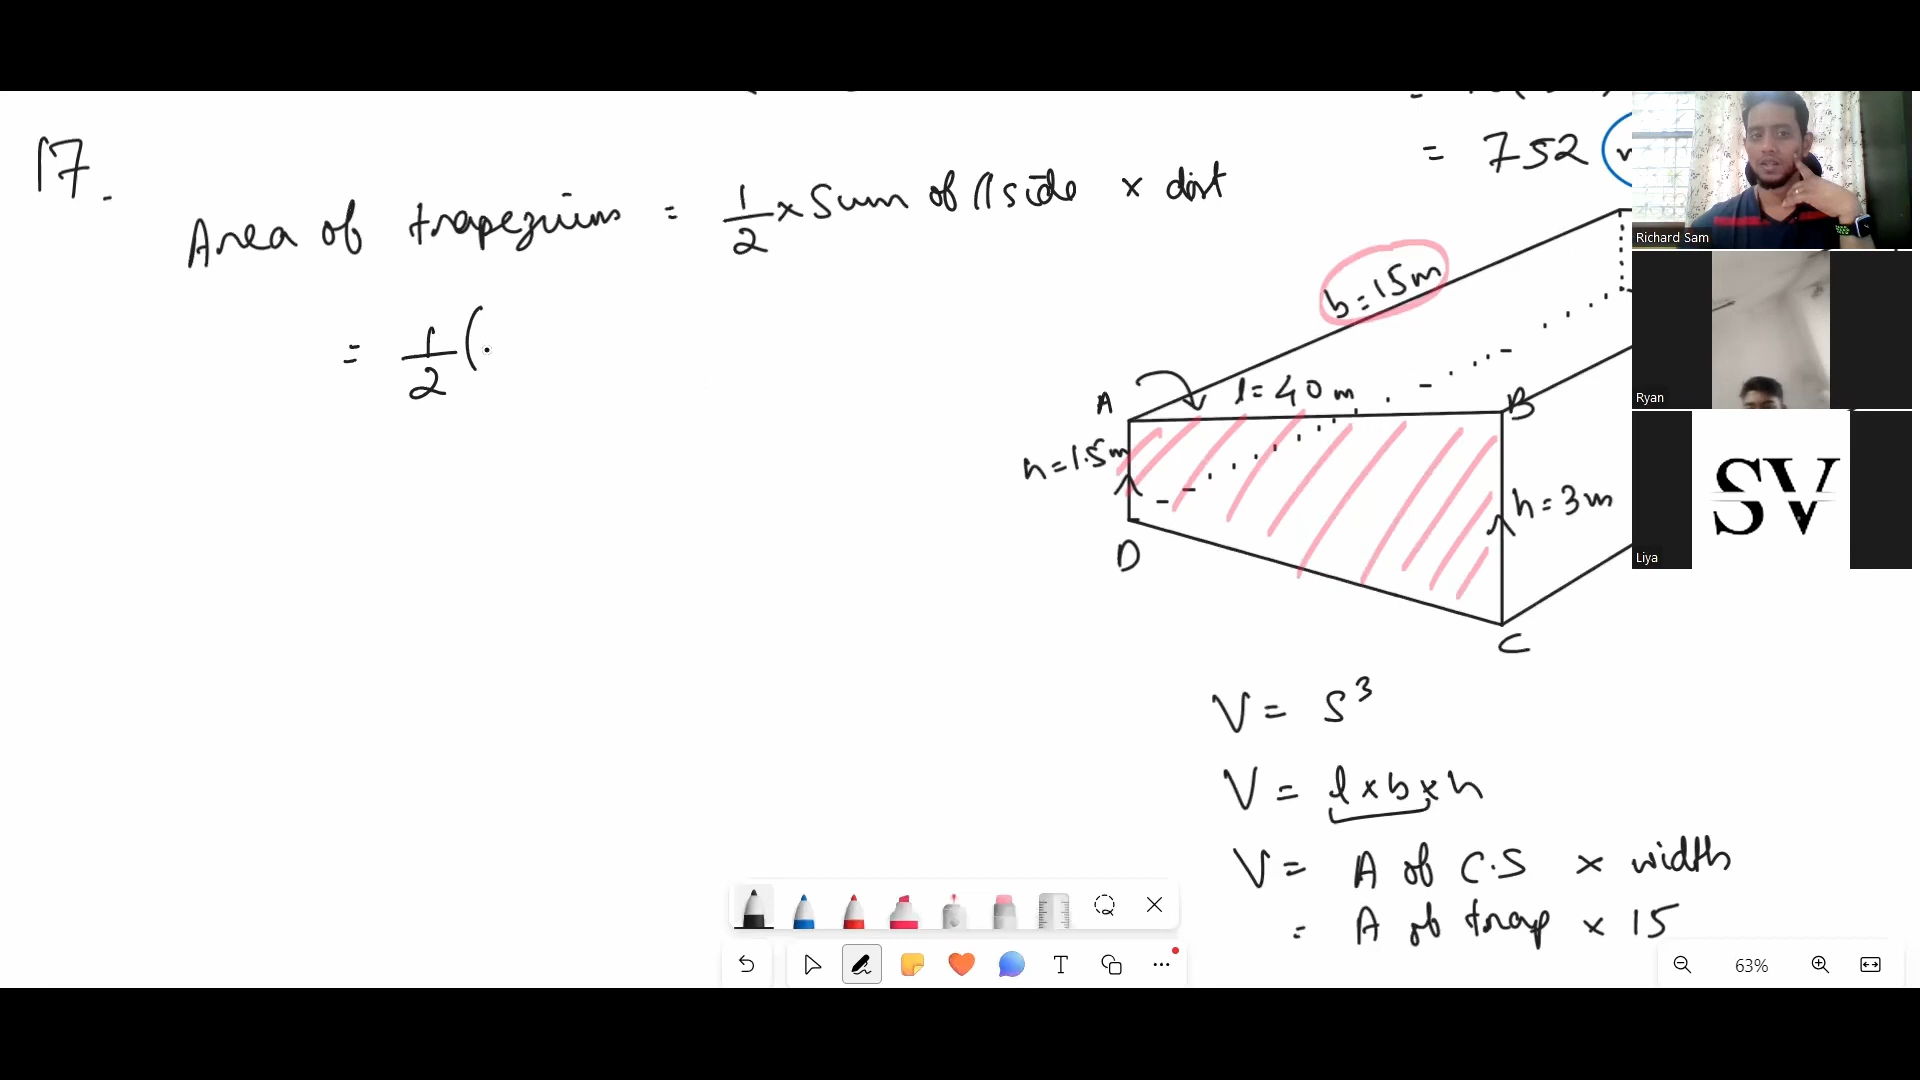 17.
Area of trapezium = 1/2 × Sum of || side × dist
= 1/2 (
= 752
b = 15m
A
l = 40 m
B
h = 1.5m
h = 3m
D
C
V = S³
V = l × b × h
V = A of C.S × width
= A of trap × 15
Richard Sam
Ryan
SV
Liya
T
63%